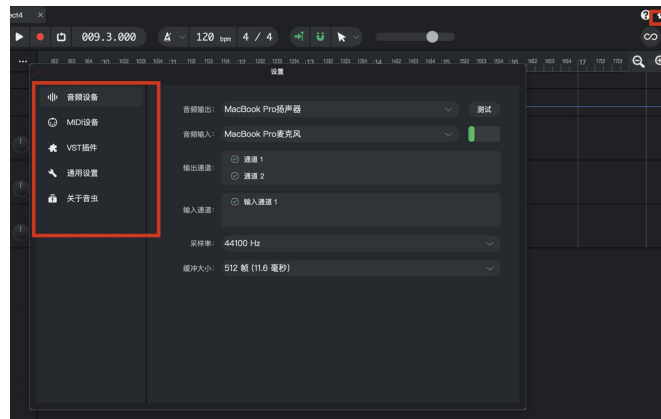 ect4 ×
009.3.000 120 bpm 4 / 4
设置
音频设备
MIDI设备
VST插件
通用设置
关于音虫
音频输出: MacBook Pro扬声器 测试
音频输入: MacBook Pro麦克风
输出通道: 通道 1
通道 2
输入通道: 输入通道 1
采样率: 44100 Hz
缓冲大小: 512 帧 (11.6 毫秒)